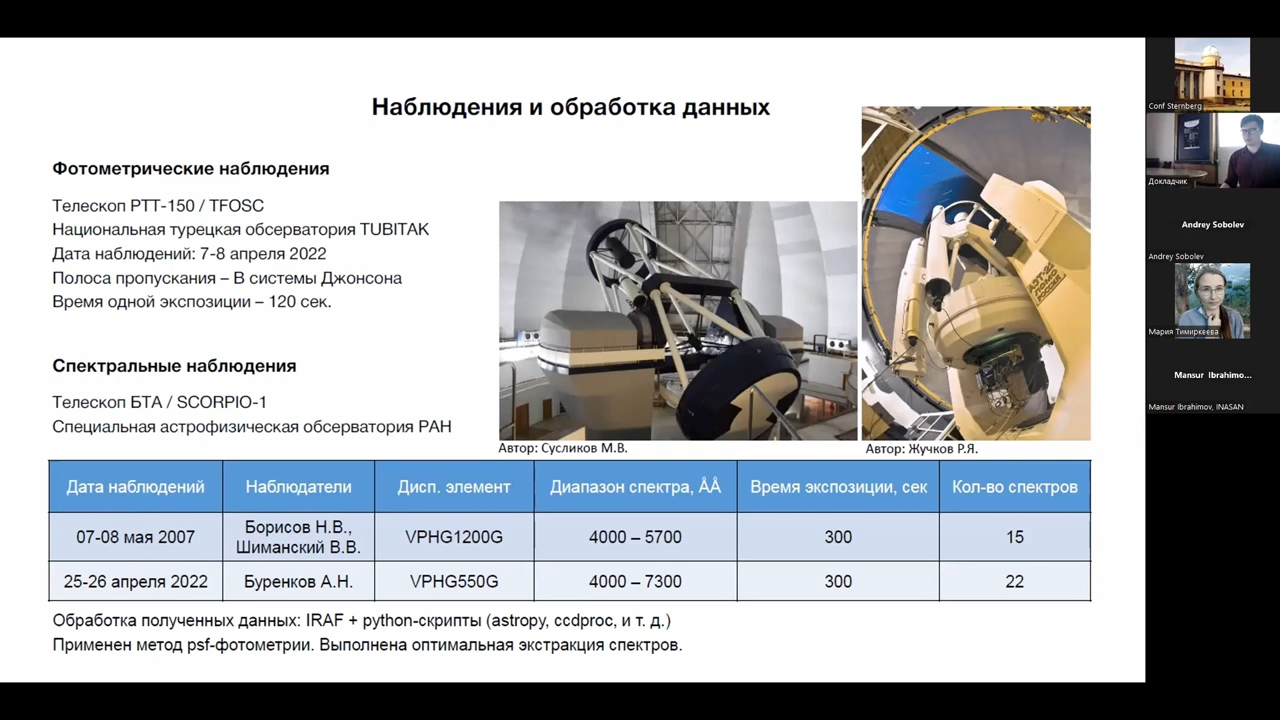 Наблюдения и обработка данных
Фотометрические наблюдения
Телескоп РТТ-150 / TFOSC
Национальная турецкая обсерватория TUBITAK
Дата наблюдений: 7-8 апреля 2022
Полоса пропускания – В системы Джонсона
Время одной экспозиции – 120 сек.
Спектральные наблюдения
Телескоп БТА / SCORPIO-1
Специальная астрофизическая обсерватория РАН
Автор: Сусликов М.В.
Автор: Жучков Р.Я.
Дата наблюдений Наблюдатели Дисп. элемент Диапазон спектра, ÅÅ Время экспозиции, сек Кол-во спектров
07-08 мая 2007 Борисов Н.В., Шиманский В.В. VPHG1200G 4000 – 5700 300 15
25-26 апреля 2022 Буренков А.Н. VPHG550G 4000 – 7300 300 22
Обработка полученных данных: IRAF + python-скрипты (astropy, ccdproc, и т. д.)
Применен метод psf-фотометрии. Выполнена оптимальная экстракция спектров.
Conf Sternberg
Докладчик
Andrey Sobolev
Andrey Sobolev
Мария Тимиркеева
Mansur Ibrahimo...
Mansur Ibrahimov, INASAN